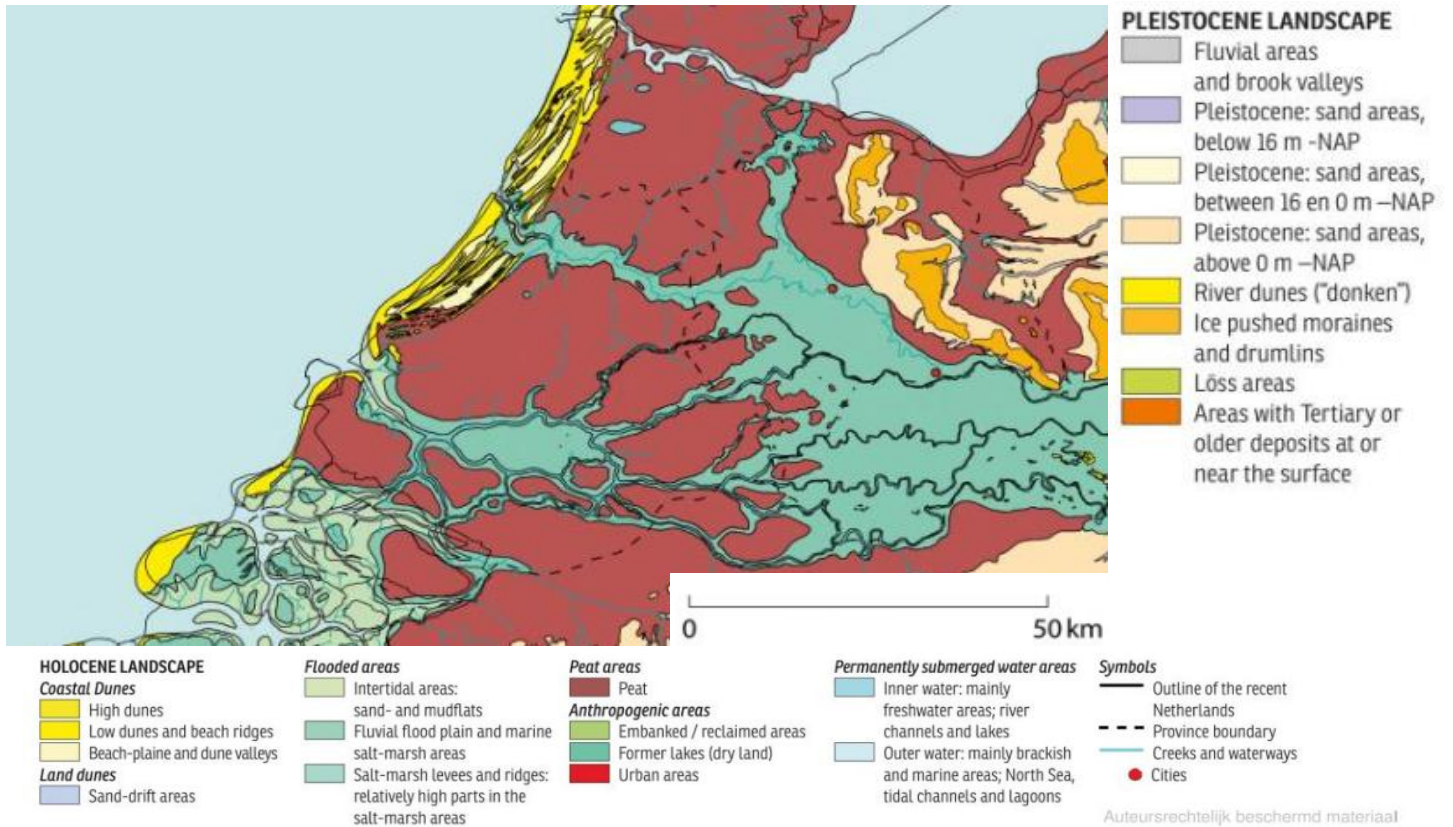 PLEISTOCENE LANDSCAPE
Fluvial areas
and brook valleys
Pleistocene: sand areas,
below 16 m -NAP
Pleistocene: sand areas,
between 16 en 0 m –NAP
Pleistocene: sand areas,
above 0 m –NAP
River dunes ("donken")
Ice pushed moraines
and drumlins
Löss areas
Areas with Tertiary or
older deposits at or
near the surface
0 50 km
HOLOCENE LANDSCAPE
Coastal Dunes
High dunes
Low dunes and beach ridges
Beach-plaine and dune valleys
Land dunes
Sand-drift areas
Flooded areas
Intertidal areas:
sand- and mudflats
Fluvial flood plain and marine
salt-marsh areas
Salt-marsh levees and ridges:
relatively high parts in the
salt-marsh areas
Peat areas
Peat
Anthropogenic areas
Embanked / reclaimed areas
Former lakes (dry land)
Urban areas
Permanently submerged water areas
Inner water: mainly
freshwater areas; river
channels and lakes
Outer water: mainly brackish
and marine areas; North Sea,
tidal channels and lagoons
Symbols
Outline of the recent
Netherlands
Province boundary
Creeks and waterways
Cities
Auteursrechtelijk beschermd materiaal